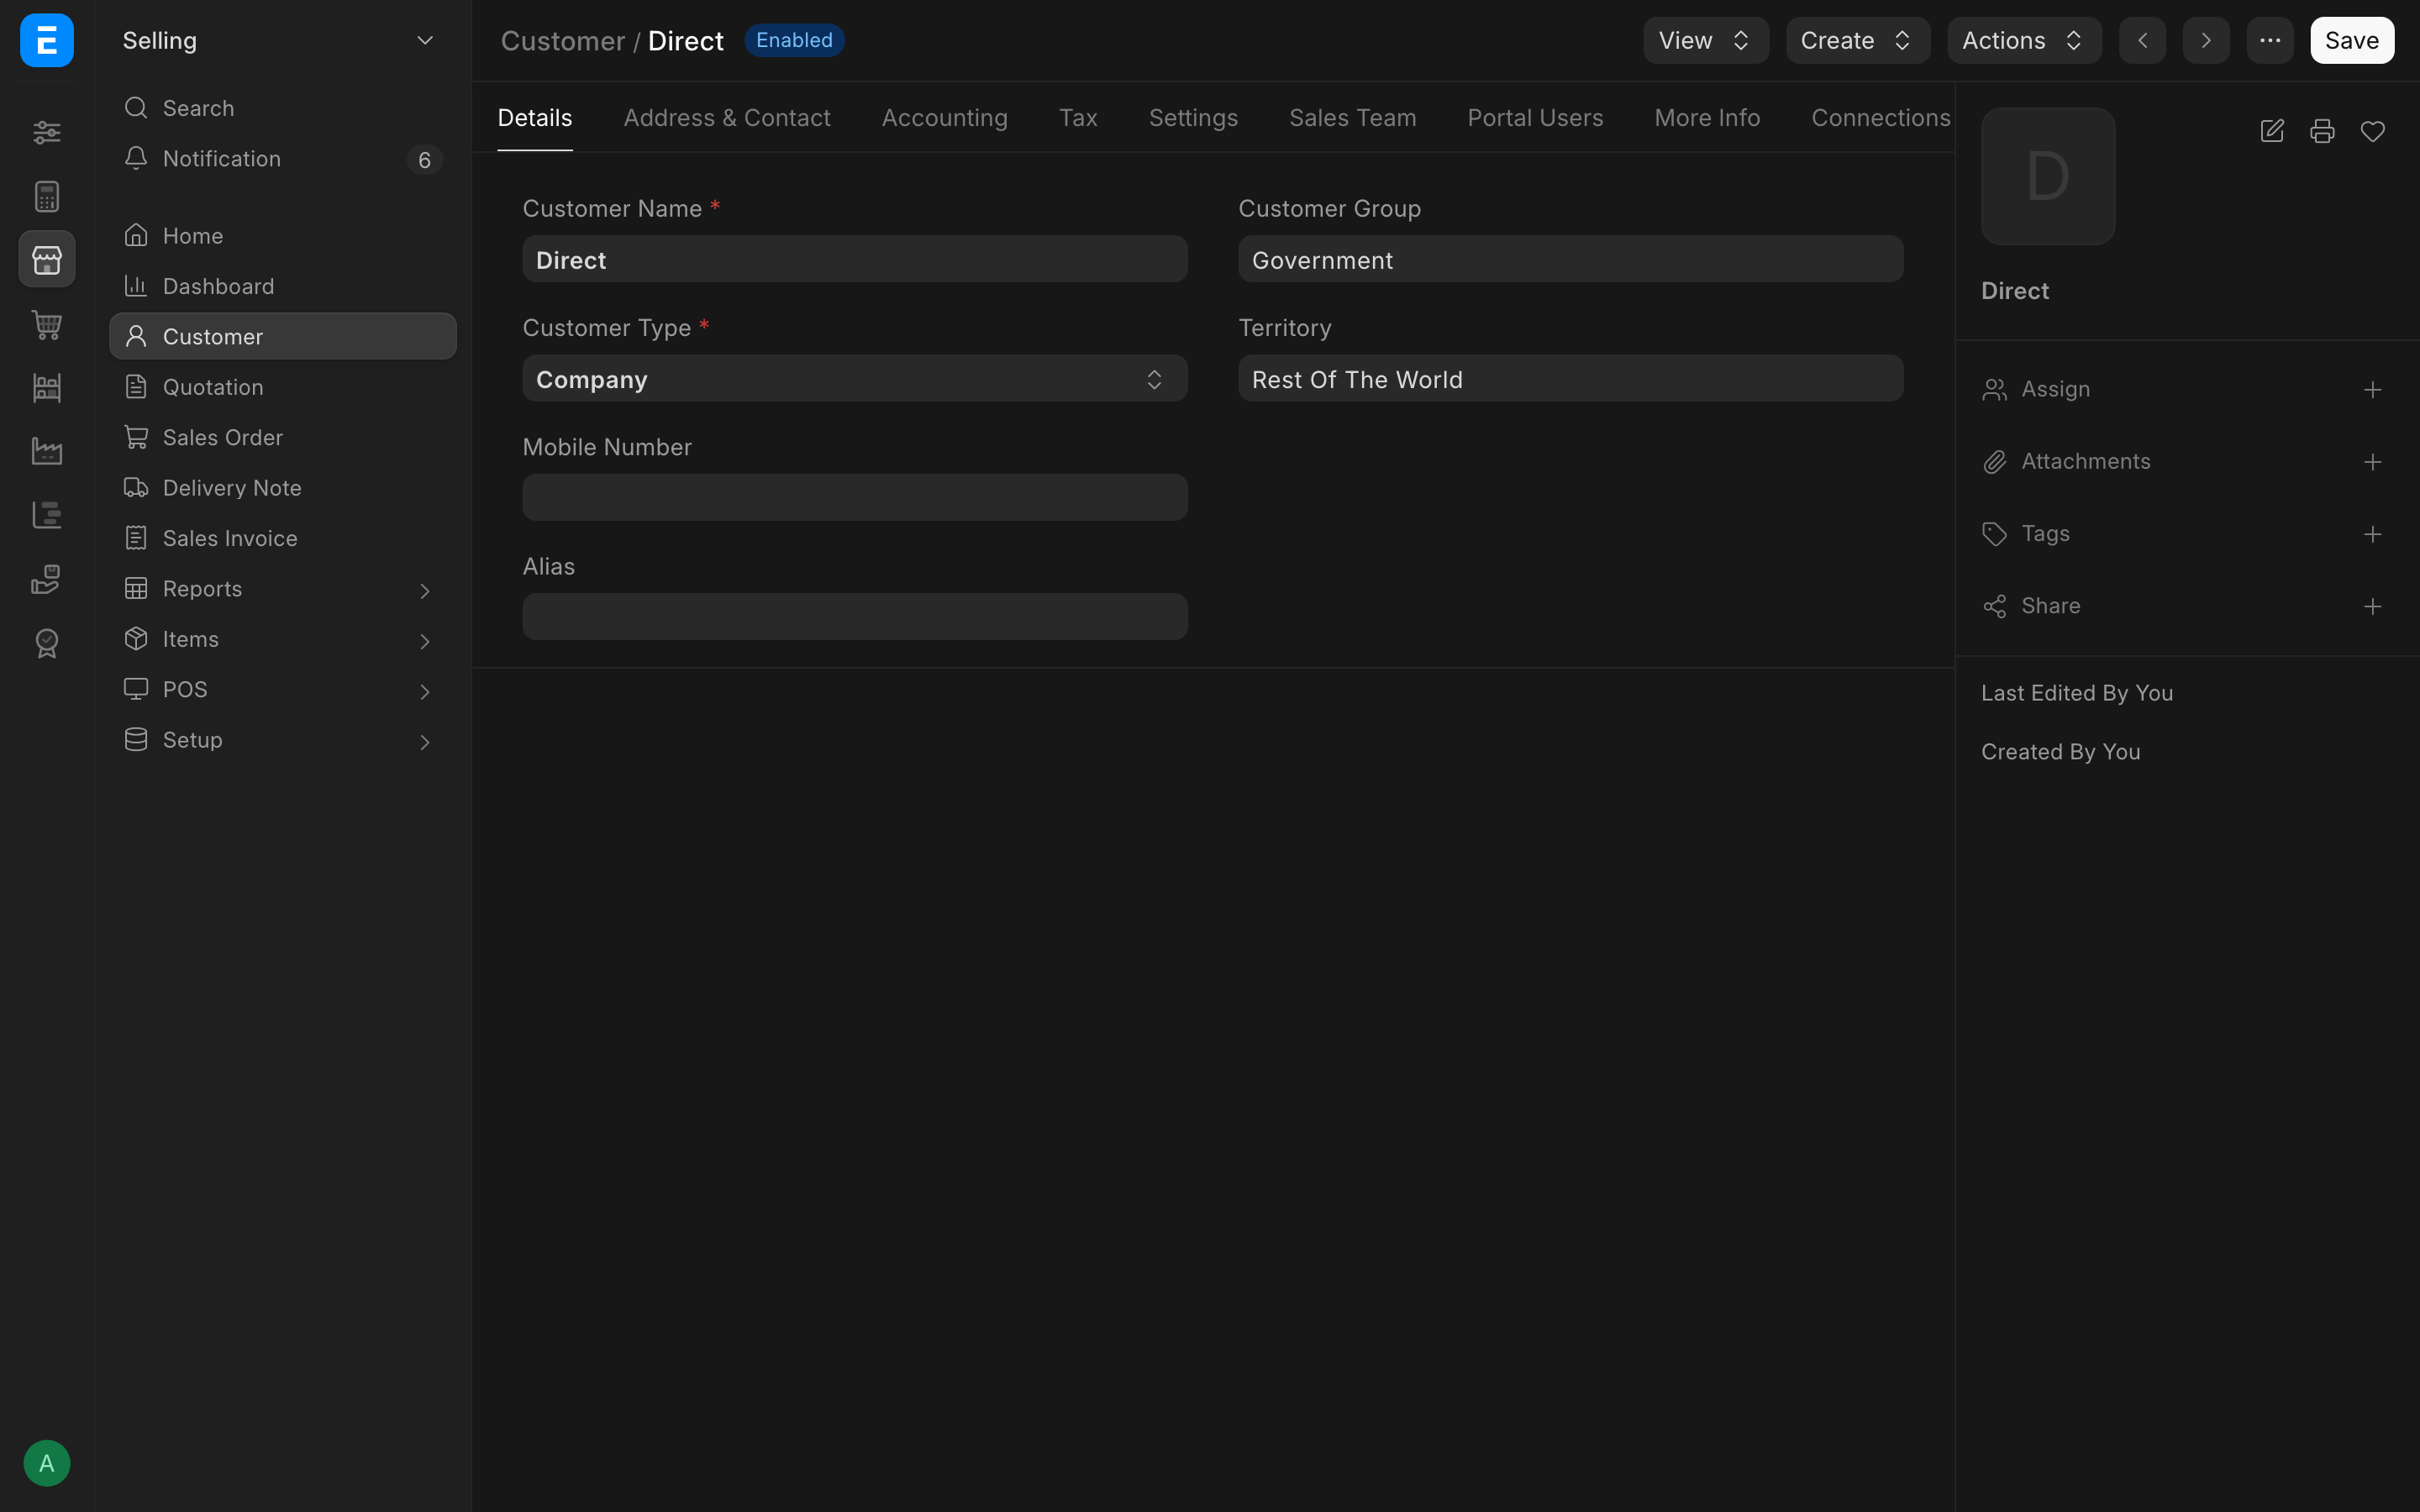 Selling
Search
Notification
6
Home
Dashboard
Customer
Quotation
Sales Order
Delivery Note
Sales Invoice
Reports
Items
POS
Setup
A
Customer / Direct
Enabled
View
Create
Actions
Save
Details
Address & Contact
Accounting
Tax
Settings
Sales Team
Portal Users
More Info
Connections
Customer Name *
Direct
Customer Type *
Company
Mobile Number
Alias
Customer Group
Government
Territory
Rest Of The World
D
Direct
Assign
Attachments
Tags
Share
Last Edited By You
Created By You